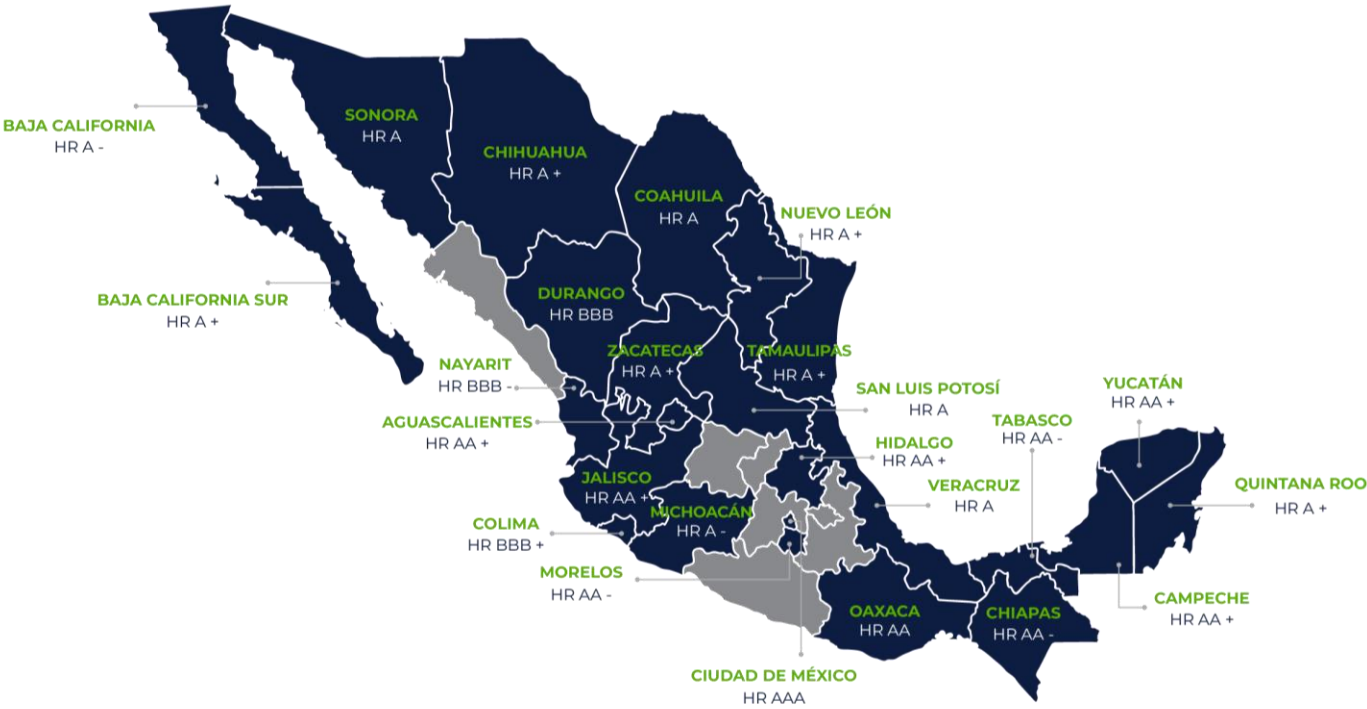 SONORA
HR A
BAJA CALIFORNIA
HR A -
CHIHUAHUA
HR A +
COAHUILA
HR A
NUEVO LEÓN
HR A +
BAJA CALIFORNIA SUR
HR A +
DURANGO
HR BBB
ZACATECAS
HR A +
TAMAULIPAS
HR A +
NAYARIT
HR BBB -
SAN LUIS POTOSÍ
HR A
YUCATÁN
HR AA +
AGUASCALIENTES
HR AA +
TABASCO
HR AA -
HIDALGO
HR AA +
JALISCO
HR AA +
VERACRUZ
HR A
QUINTANA ROO
HR A +
MICHOACÁN
HR A -
COLIMA
HR BBB +
MORELOS
HR AA -
OAXACA
HR AA
CHIAPAS
HR AA -
CAMPECHE
HR AA +
CIUDAD DE MÉXICO
HR AAA